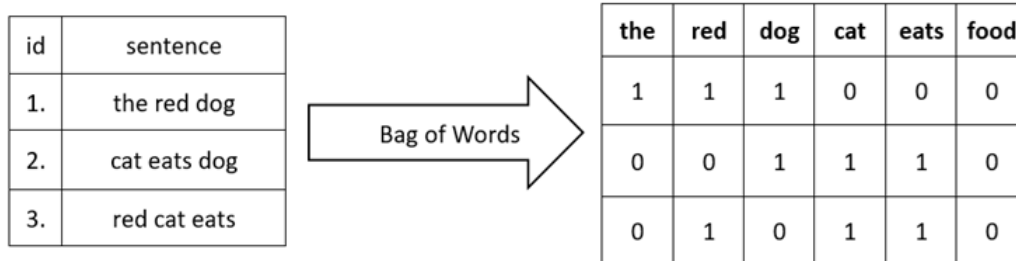 id sentence
1. the red dog
2. cat eats dog
3. red cat eats
Bag of Words
the red dog cat eats food
1 1 1 0 0 0
0 0 1 1 1 0
0 1 0 1 1 0